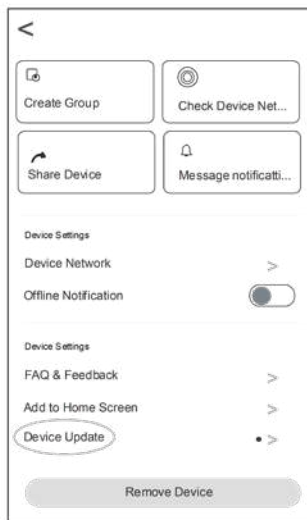 <
Create Group
Check Device Net...
Share Device
Message notificatti...
Device Settings
Device Network >
Offline Notification
Device Settings
FAQ & Feedback >
Add to Home Screen >
Device Update • >
Remove Device